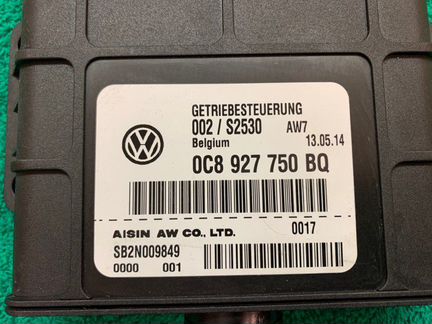 GETRIEBESTEUERUNG
002 / S2530 AW7
Belgium 13.05.14
0C8 927 750 BQ
AISIN AW CO., LTD. 0017
SB2N009849
0000 001